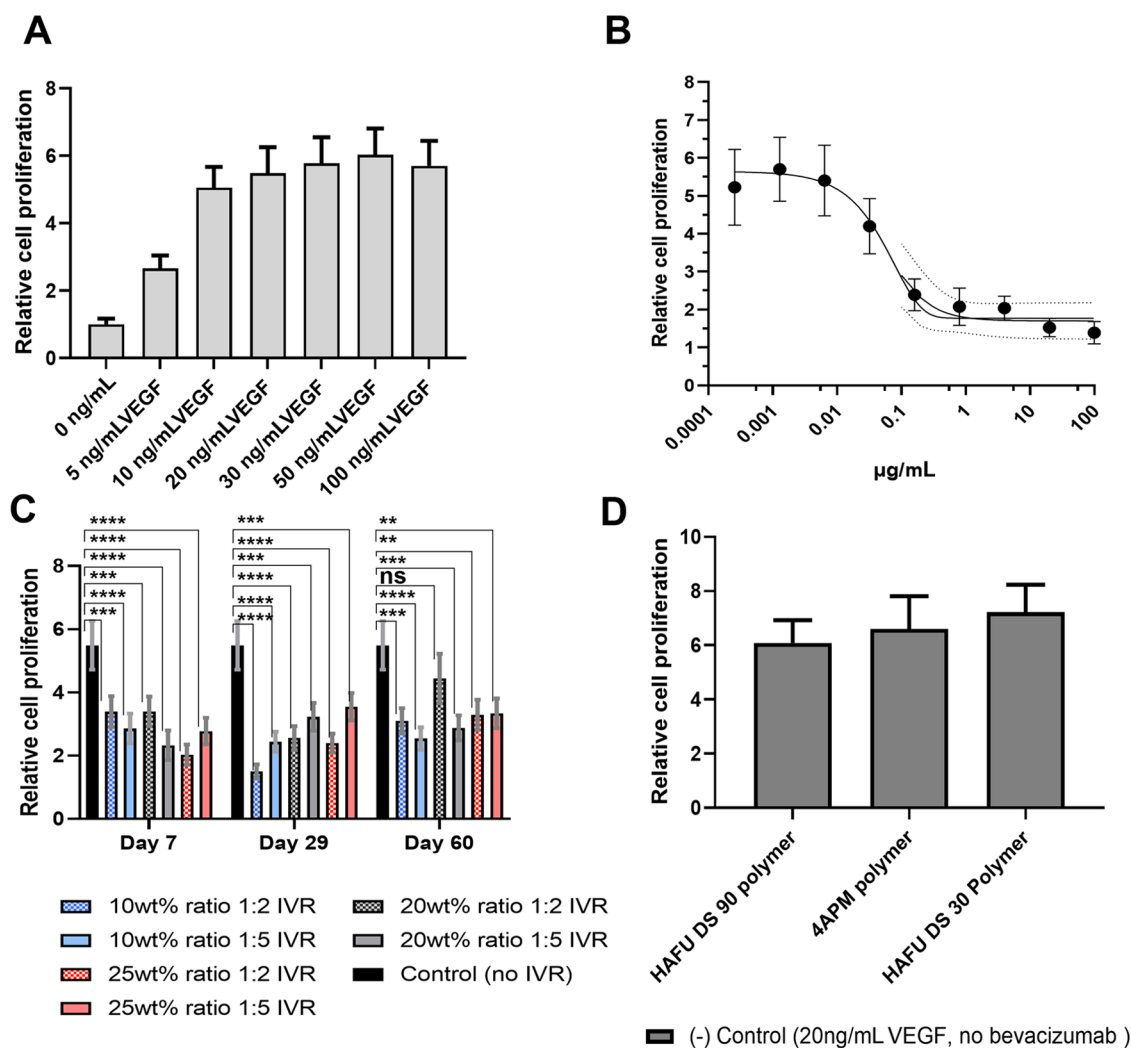 A
Relative cell proliferation
8
6
4
2
0
0 ng/mL
5 ng/mLVEGF
10 ng/mLVEGF
20 ng/mLVEGF
30 ng/mLVEGF
50 ng/mLVEGF
100 ng/mLVEGF
B
Relative cell proliferation
8
7
6
5
4
3
2
1
0
0.0001
0.001
0.01
0.1
1
10
100
µg/mL
C
Relative cell proliferation
8
6
4
2
0
****
****
****
***
****
***
Day 7
***
****
***
****
****
****
Day 29
**
**
***
ns
****
***
Day 60
10wt% ratio 1:2 IVR
10wt% ratio 1:5 IVR
25wt% ratio 1:2 IVR
25wt% ratio 1:5 IVR
20wt% ratio 1:2 IVR
20wt% ratio 1:5 IVR
Control (no IVR)
D
Relative cell proliferation
10
8
6
4
2
0
HAFU DS 90 polymer
4APM polymer
HAFU DS 30 Polymer
(-) Control (20ng/mL VEGF, no bevacizumab )